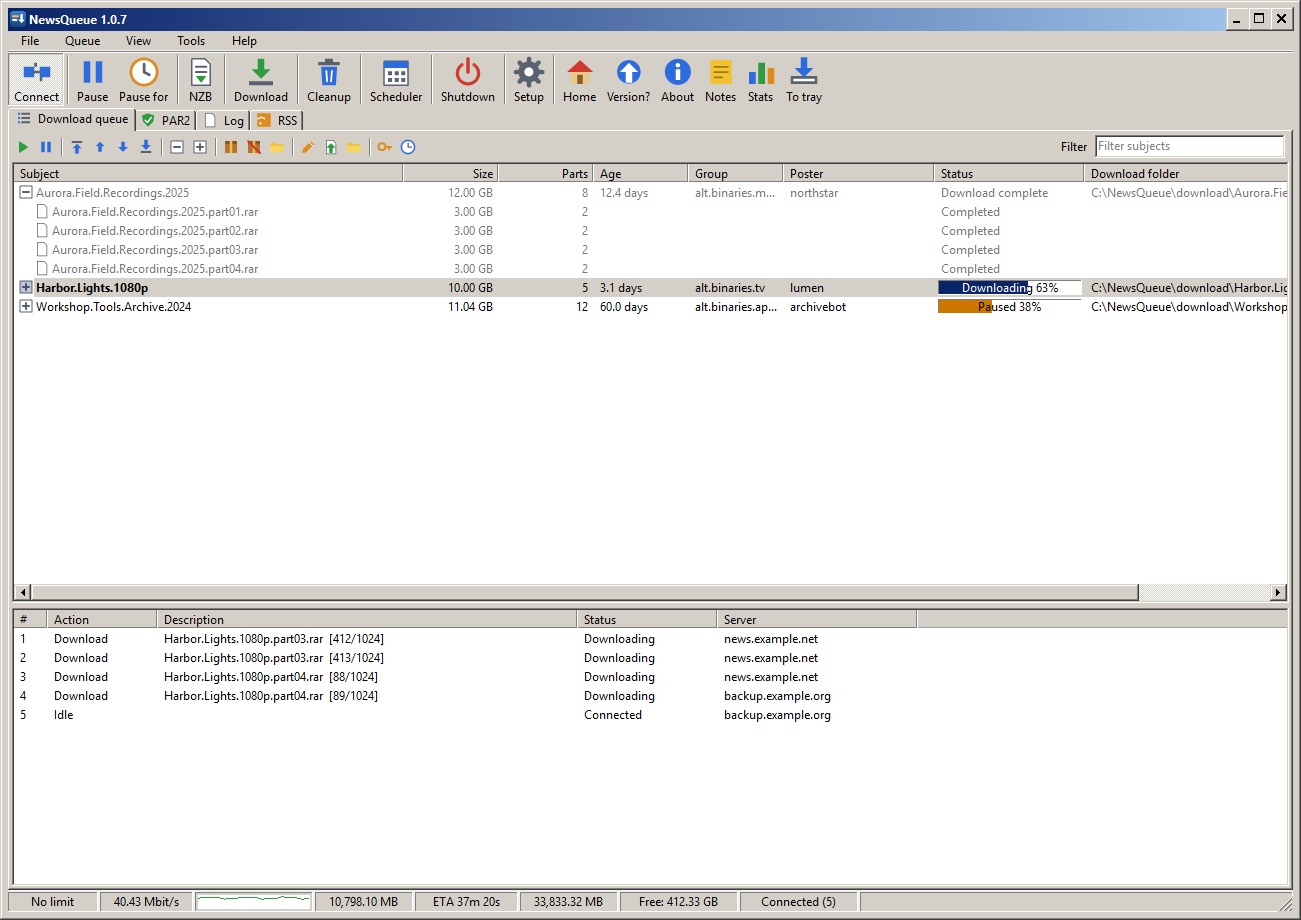 NewsQueue 1.0.7
File Queue View Tools Help
Connect Pause Pause for NZB Download Cleanup Scheduler Shutdown Setup Home Version? About Notes Stats To tray
Download queue PAR2 Log RSS
Filter Filter subjects
Subject Size Parts Age Group Poster Status Download folder
Aurora.Field.Recordings.2025 12.00 GB 8 12.4 days alt.binaries.m... northstar Download complete C:\NewsQueue\download\Aurora.Fie
Aurora.Field.Recordings.2025.part01.rar 3.00 GB 2 Completed
Aurora.Field.Recordings.2025.part02.rar 3.00 GB 2 Completed
Aurora.Field.Recordings.2025.part03.rar 3.00 GB 2 Completed
Aurora.Field.Recordings.2025.part04.rar 3.00 GB 2 Completed
Harbor.Lights.1080p 10.00 GB 5 3.1 days alt.binaries.tv lumen Downloading 63% C:\NewsQueue\download\Harbor.Lig
Workshop.Tools.Archive.2024 11.04 GB 12 60.0 days alt.binaries.ap... archivebot Paused 38% C:\NewsQueue\download\Workshop
# Action Description Status Server
1 Download Harbor.Lights.1080p.part03.rar [412/1024] Downloading news.example.net
2 Download Harbor.Lights.1080p.part03.rar [413/1024] Downloading news.example.net
3 Download Harbor.Lights.1080p.part04.rar [88/1024] Downloading news.example.net
4 Download Harbor.Lights.1080p.part04.rar [89/1024] Downloading backup.example.org
5 Idle Connected backup.example.org
No limit 40.43 Mbit/s 10,798.10 MB ETA 37m 20s 33,833.32 MB Free: 412.33 GB Connected (5)